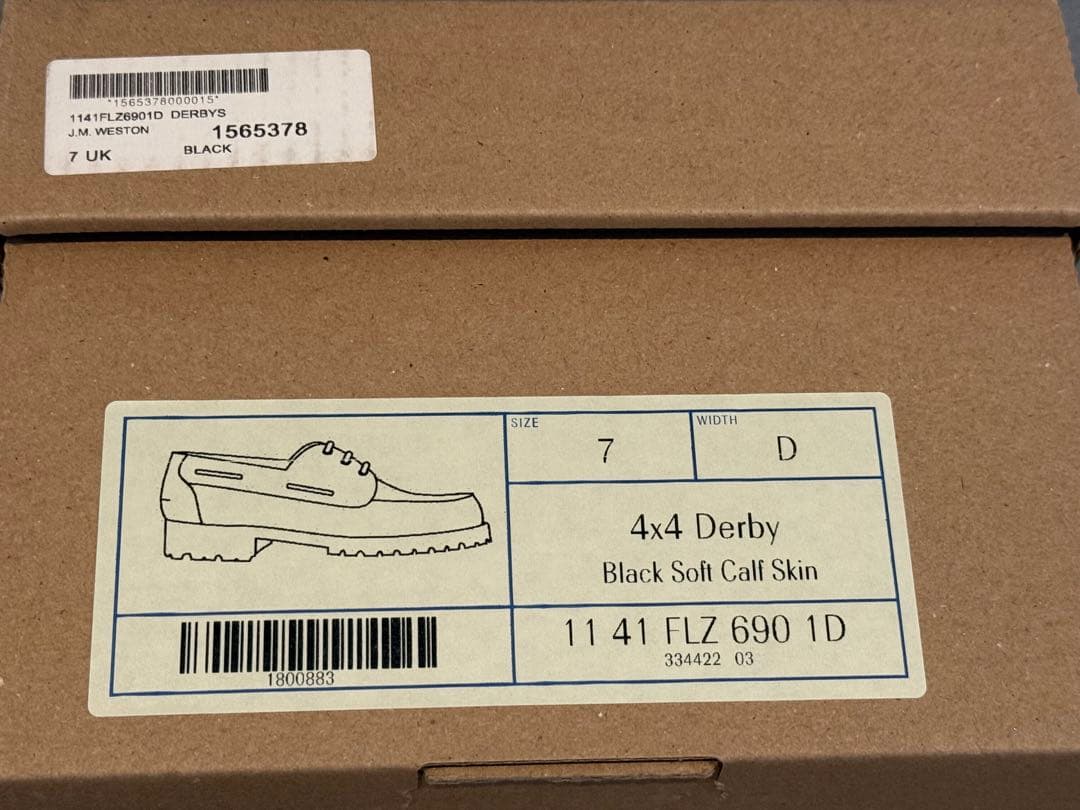 *1565378000015*
1141FLZ6901D DERBYS
J.M. WESTON 1565378
7 UK BLACK
SIZE WIDTH
7 D
4x4 Derby
Black Soft Calf Skin
11 41 FLZ 690 1D
334422 03
1800883